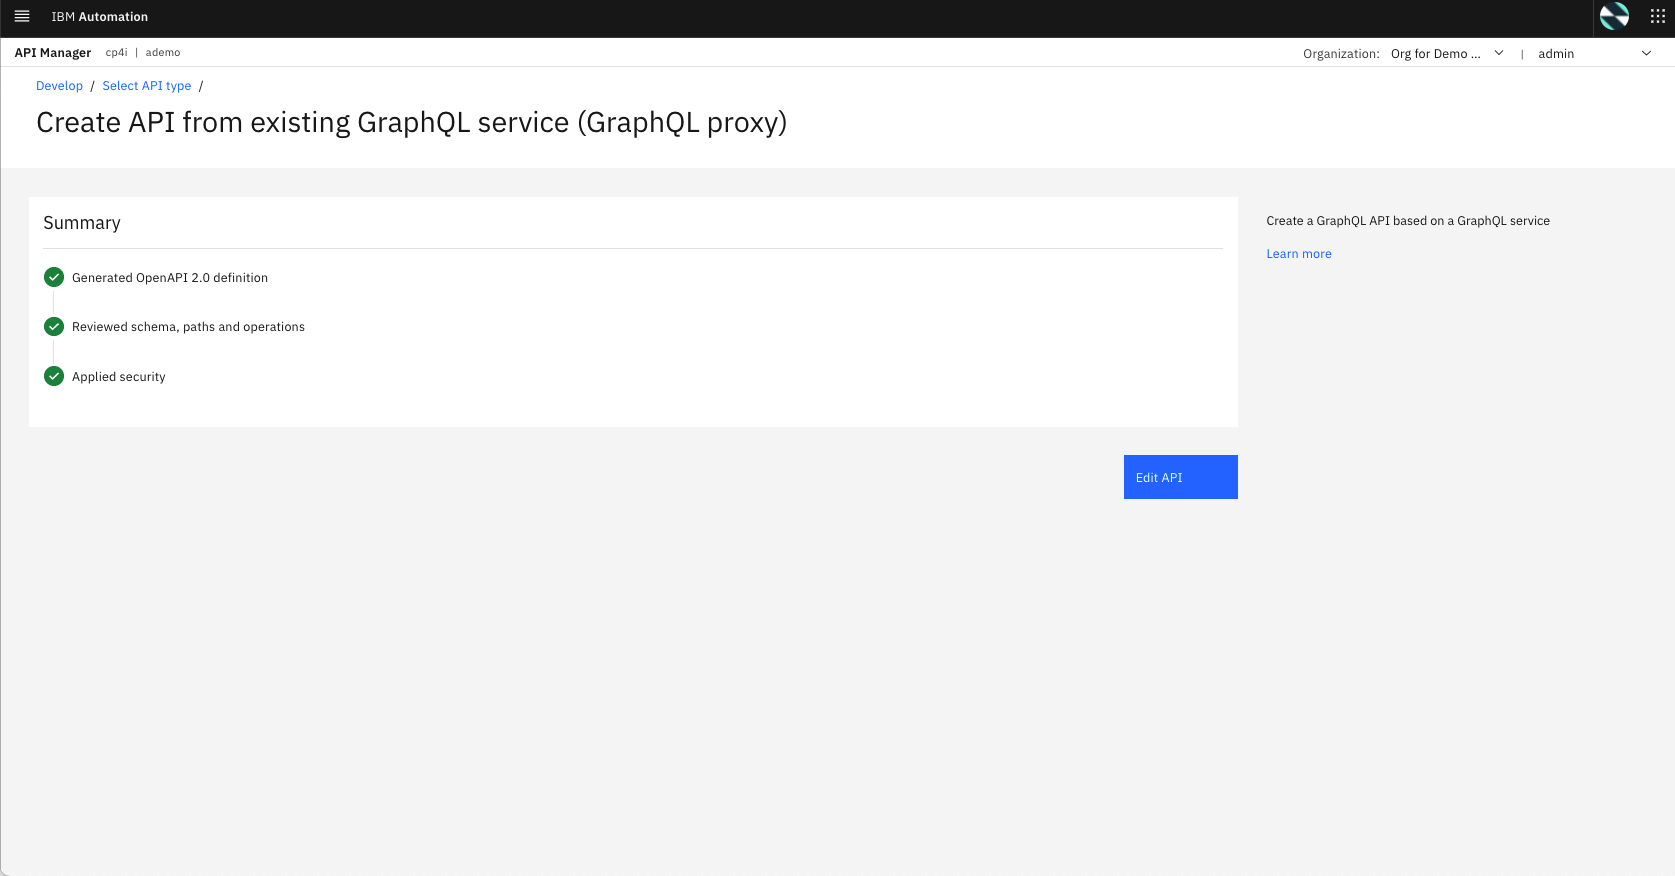 IBM Automation
API Manager cp4i | ademo Organization: Org for Demo ... | admin
Develop / Select API type /
Create API from existing GraphQL service (GraphQL proxy)
Summary
Generated OpenAPI 2.0 definition
Reviewed schema, paths and operations
Applied security
Edit API
Create a GraphQL API based on a GraphQL service
Learn more